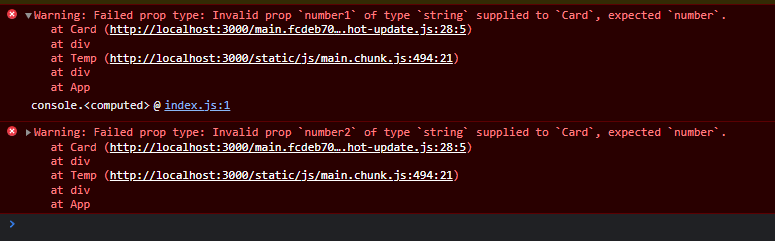 Warning: Failed prop type: Invalid prop `number1` of type `string` supplied to `Card`, expected `number`.
at Card (http://localhost:3000/main.fcdeb70….hot-update.js:28:5)
at div
at Temp (http://localhost:3000/static/js/main.chunk.js:494:21)
at div
at App
console.<computed> @ index.js:1
Warning: Failed prop type: Invalid prop `number2` of type `string` supplied to `Card`, expected `number`.
at Card (http://localhost:3000/main.fcdeb70….hot-update.js:28:5)
at div
at Temp (http://localhost:3000/static/js/main.chunk.js:494:21)
at div
at App